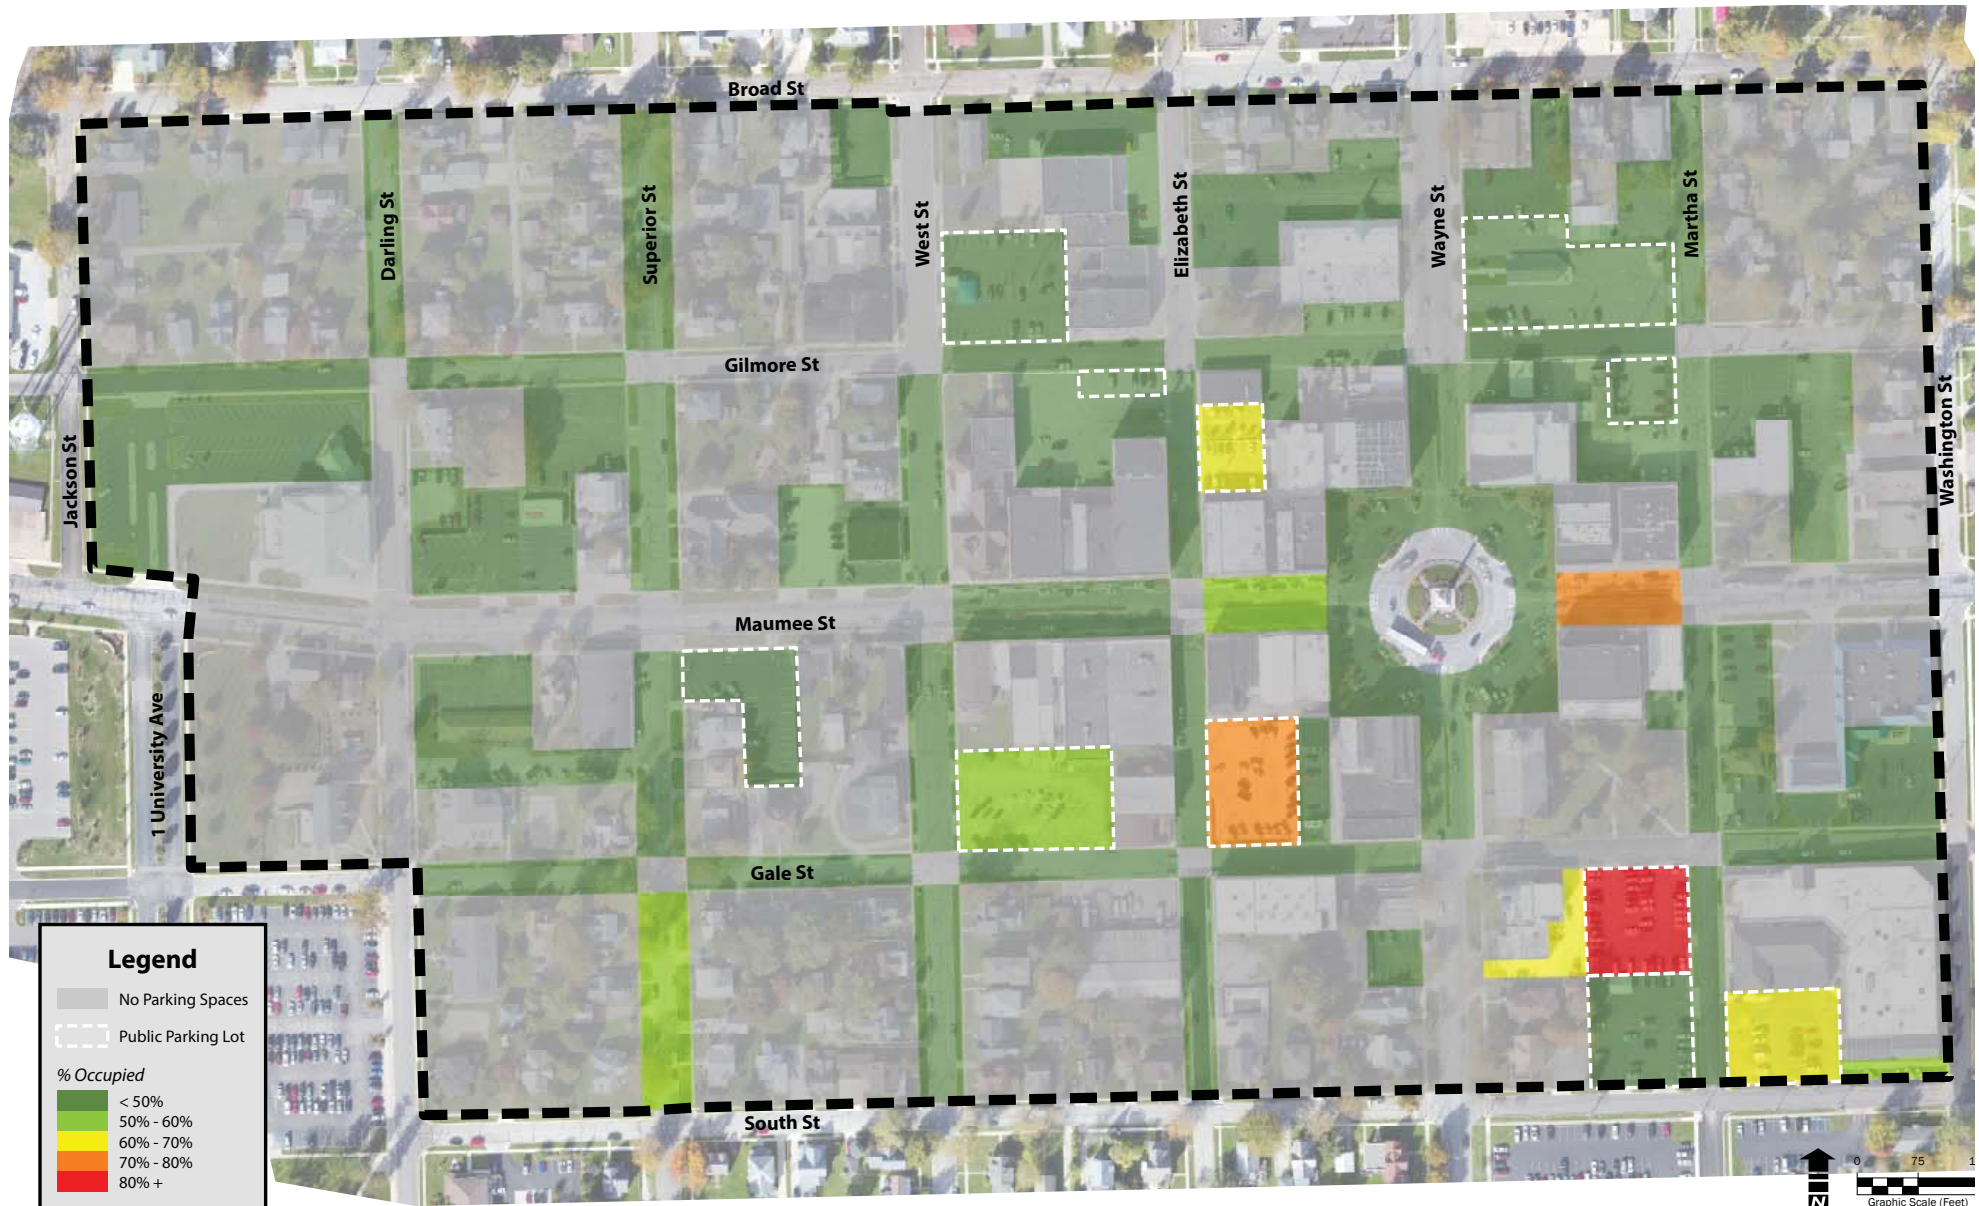 Broad St
Darling St
Superior St
West St
Elizabeth St
Wayne St
Martha St
Gilmore St
Jackson St
Washington St
Maumee St
1 University Ave
Gale St
South St
Legend
No Parking Spaces
Public Parking Lot
% Occupied
< 50%
50% - 60%
60% - 70%
70% - 80%
80% +
N
0 75
Graphic Scale (Feet)